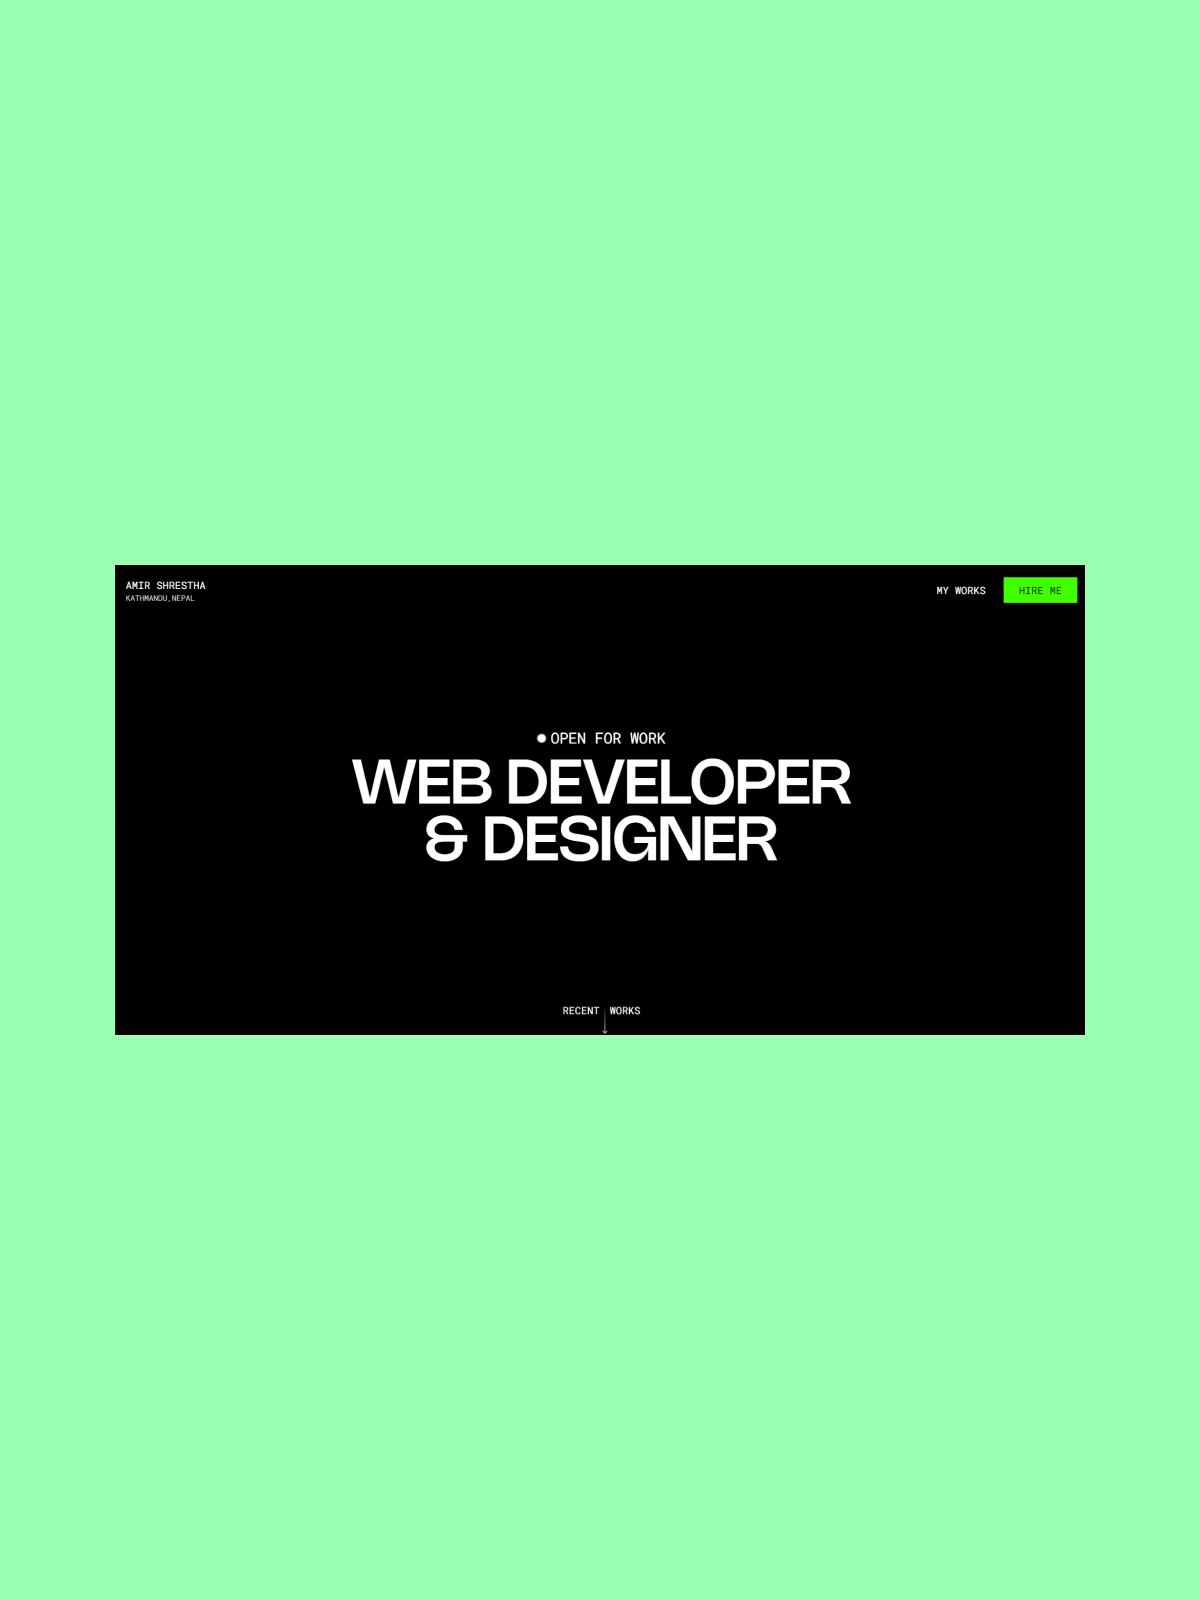 AMIR SHRESTHA
KATHMANDU,NEPAL
MY WORKS
HIRE ME
OPEN FOR WORK
WEB DEVELOPER
& DESIGNER
RECENT WORKS